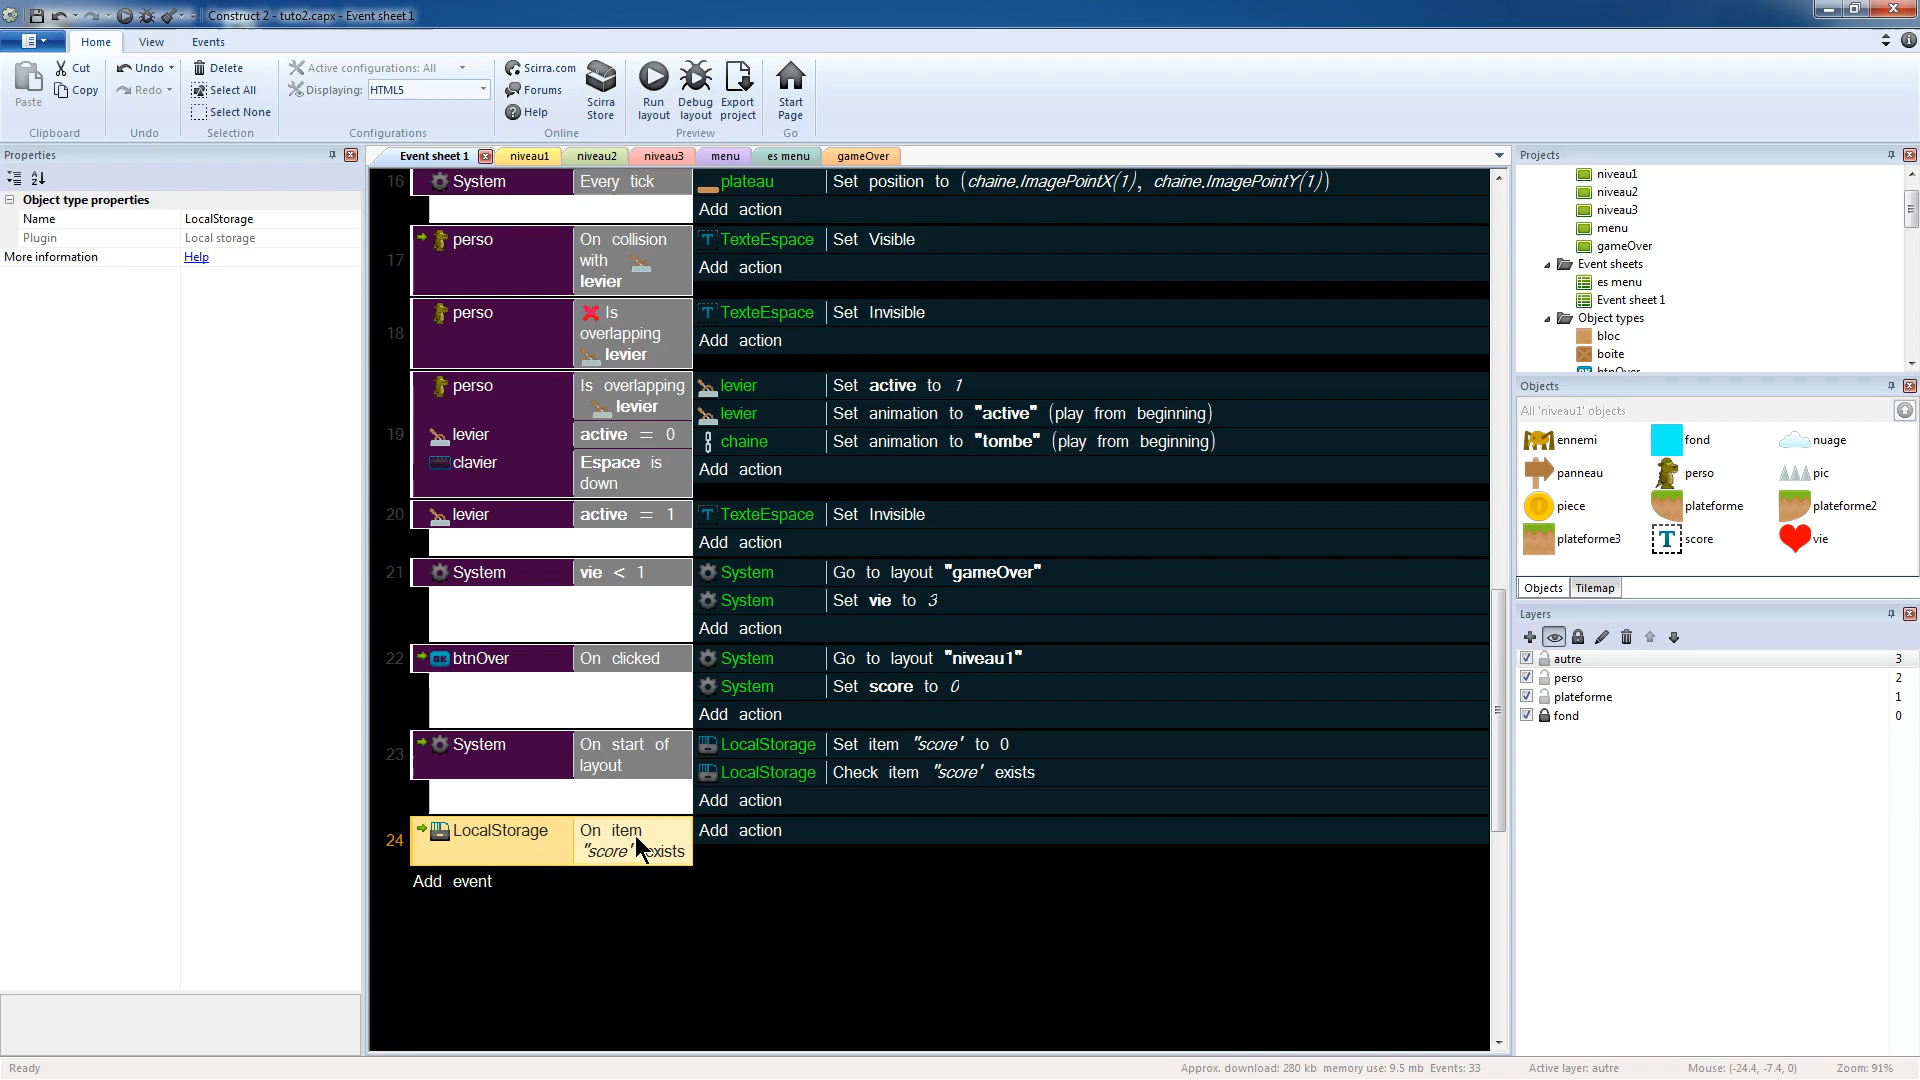 Construct 2 - tuto2.capx - Event sheet 1
Home View Events
Paste
Cut
Copy
Clipboard
Undo
Redo
Undo
Delete
Select All
Select None
Selection
Active configurations: All
Displaying: HTML5
Configurations
Scirra.com
Forums
Help
Scirra
Store
Online
Run
layout
Debug
layout
Export
project
Preview
Start
Page
Go
Properties
Object type properties
Name LocalStorage
Plugin Local storage
More information Help
Event sheet 1 niveau1 niveau2 niveau3 menu es menu gameOver
16 System Every tick plateau Set position to (chaine.ImagePointX(1), chaine.ImagePointY(1))
Add action
17 perso On collision with levier TexteEspace Set Visible
Add action
18 perso Is overlapping levier TexteEspace Set Invisible
Add action
19 perso Is overlapping levier levier Set active to 1
levier Set animation to "active" (play from beginning)
levier active = 0 chaine Set animation to "tombe" (play from beginning)
clavier Espace is down Add action
20 levier active = 1 TexteEspace Set Invisible
Add action
21 System vie < 1 System Go to layout "gameOver"
System Set vie to 3
Add action
22 btnOver On clicked System Go to layout "niveau1"
System Set score to 0
Add action
23 System On start of layout LocalStorage Set item "score" to 0
LocalStorage Check item "score" exists
Add action
24 LocalStorage On item "score" exists Add action
Add event
Projects
niveau1
niveau2
niveau3
menu
gameOver
Event sheets
es menu
Event sheet 1
Object types
bloc
boite
btnOver
Objects
All 'niveau1' objects
ennemi fond nuage
panneau perso pic
piece plateforme plateforme2
plateforme3 score vie
Objects Tilemap
Layers
autre 3
perso 2
plateforme 1
fond 0
Ready
Approx. download: 280 kb memory use: 9.5 mb Events: 33
Active layer: autre
Mouse: (-24.4, -7.4, 0)
Zoom: 91%